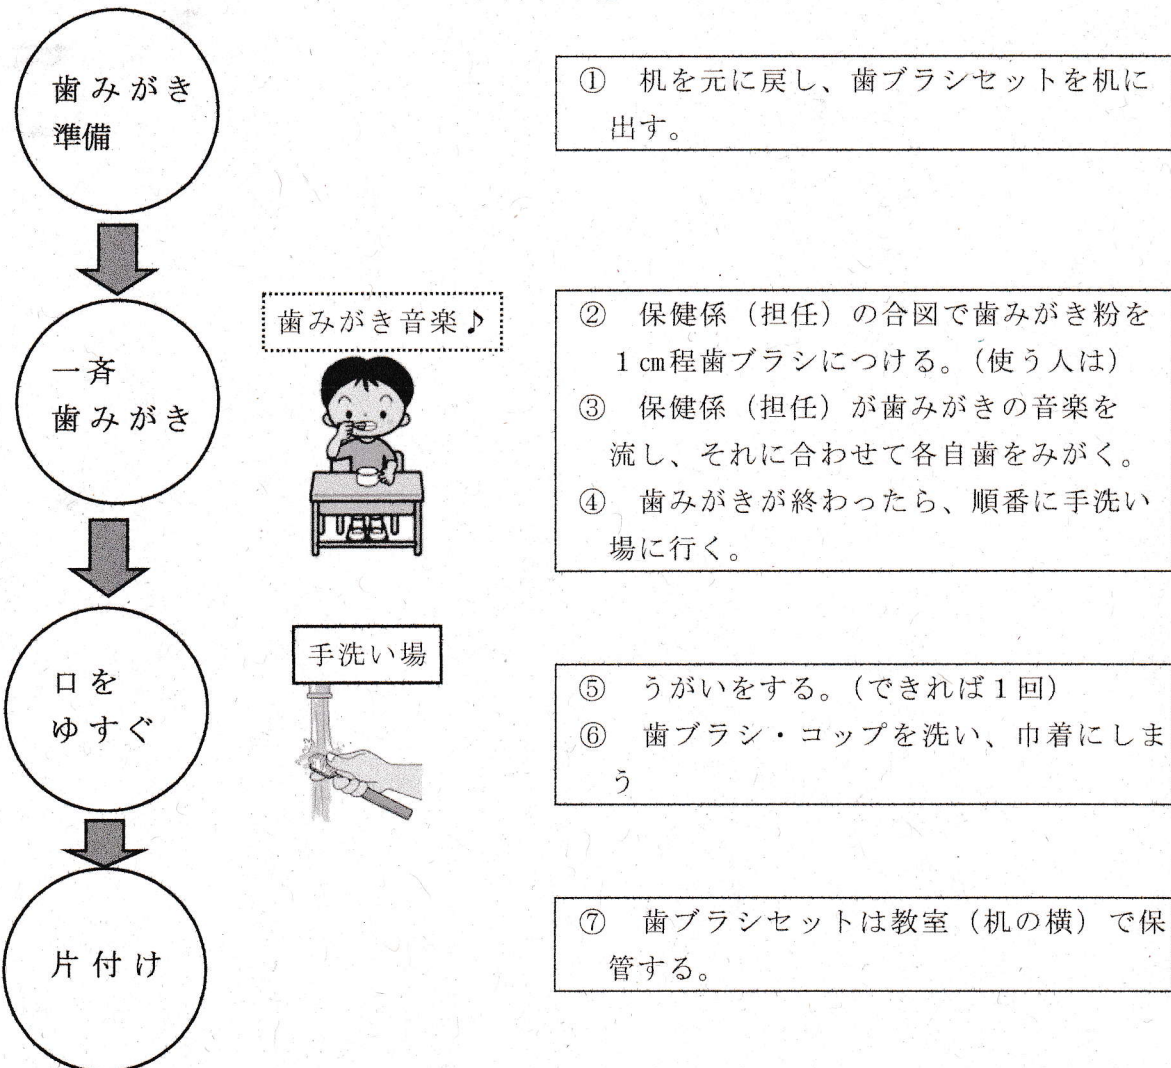 歯みがき
準備
① 机を元に戻し、歯ブラシセットを机に
出す。
一斉
歯みがき
歯みがき音楽♪
② 保健係（担任）の合図で歯みがき粉を
1㎝程歯ブラシにつける。（使う人は）
③ 保健係（担任）が歯みがきの音楽を
流し、それに合わせて各自歯をみがく。
④ 歯みがきが終わったら、順番に手洗い
場に行く。
口を
ゆすぐ
手洗い場
⑤ うがいをする。（できれば1回）
⑥ 歯ブラシ・コップを洗い、巾着にしま
う
片付け
⑦ 歯ブラシセットは教室（机の横）で保
管する。